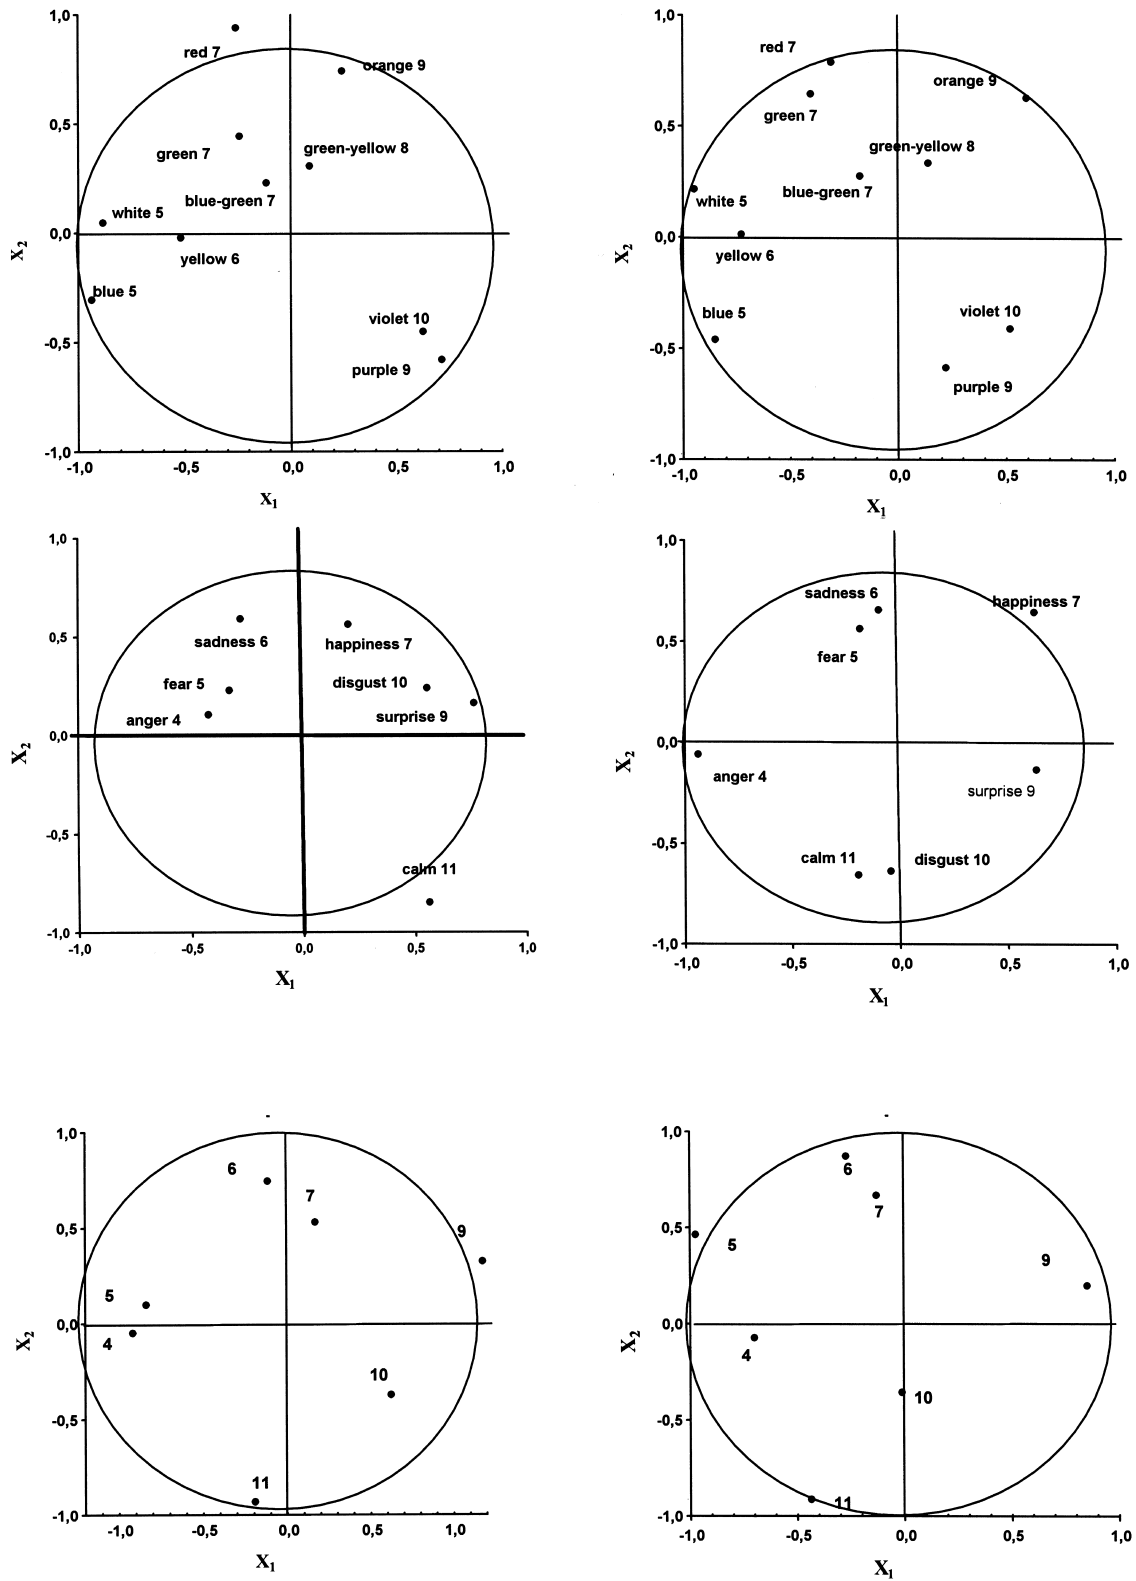 1,0
red 7
orange 9
0,5
green 7
green-yellow 8
blue-green 7
white 5
0,0
yellow 6
X2
blue 5
violet 10
-0,5
purple 9
-1,0
-1,0 -0,5 0,0 0,5 1,0
X1
1,0
red 7
orange 9
0,5
green 7
green-yellow 8
blue-green 7
white 5
0,0
yellow 6
X2
blue 5
violet 10
-0,5
purple 9
-1,0
-1,0 -0,5 0,0 0,5 1,0
X1
1,0
0,5
sadness 6
happiness 7
fear 5
disgust 10
anger 4
surprise 9
0,0
X2
-0,5
calm 11
-1,0
-1,0 -0,5 0,0 0,5 1,0
X1
1,0
sadness 6
happiness 7
0,5
fear 5
0,0
X2
anger 4
surprise 9
-0,5
calm 11
disgust 10
-1,0
-1,0 -0,5 0,0 0,5 1,0
X1
1,0
6
7
0,5
9
5
0,0
4
X2
10
-0,5
11
-1,0
-1,0 -0,5 0,0 0,5 1,0
X1
1,0
6
7
0,5
5
9
0,0
X2
4
10
-0,5
11
-1,0
-1,0 -0,5 0,0 0,5 1,0
X1